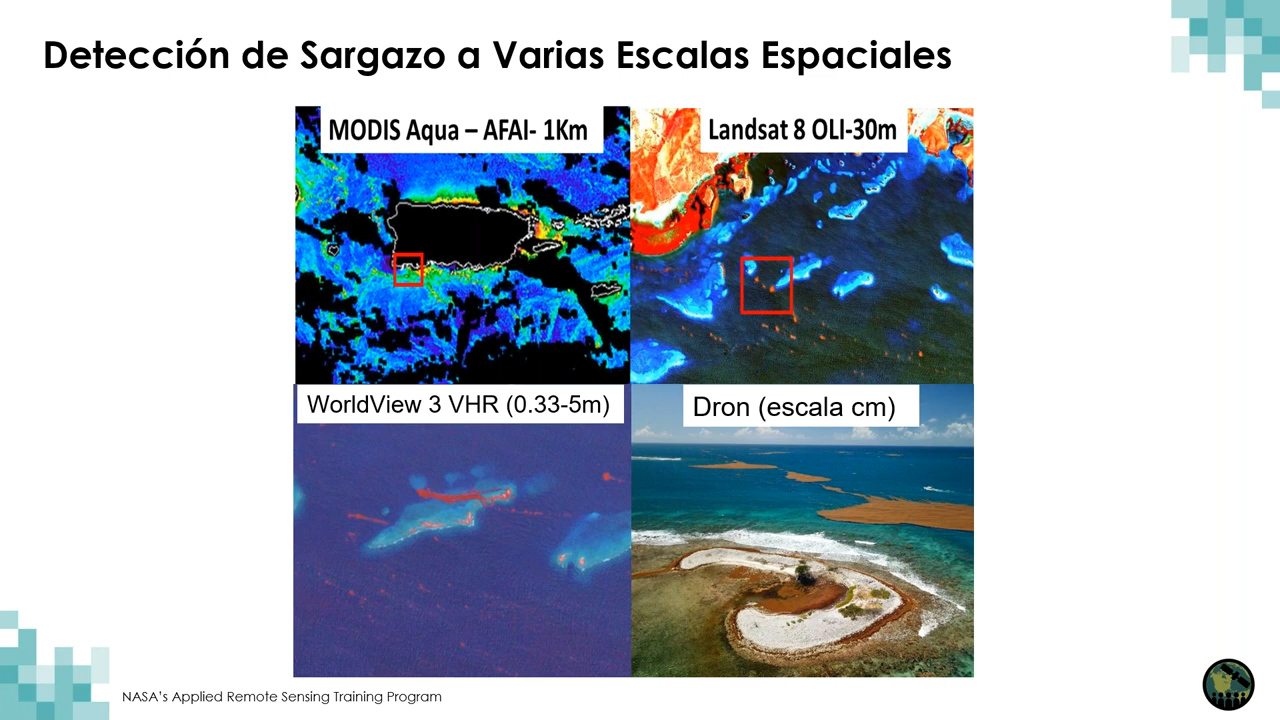 Detección de Sargazo a Varias Escalas Espaciales
MODIS Aqua – AFAI- 1Km
Landsat 8 OLI-30m
WorldView 3 VHR (0.33-5m)
Dron (escala cm)
NASA's Applied Remote Sensing Training Program